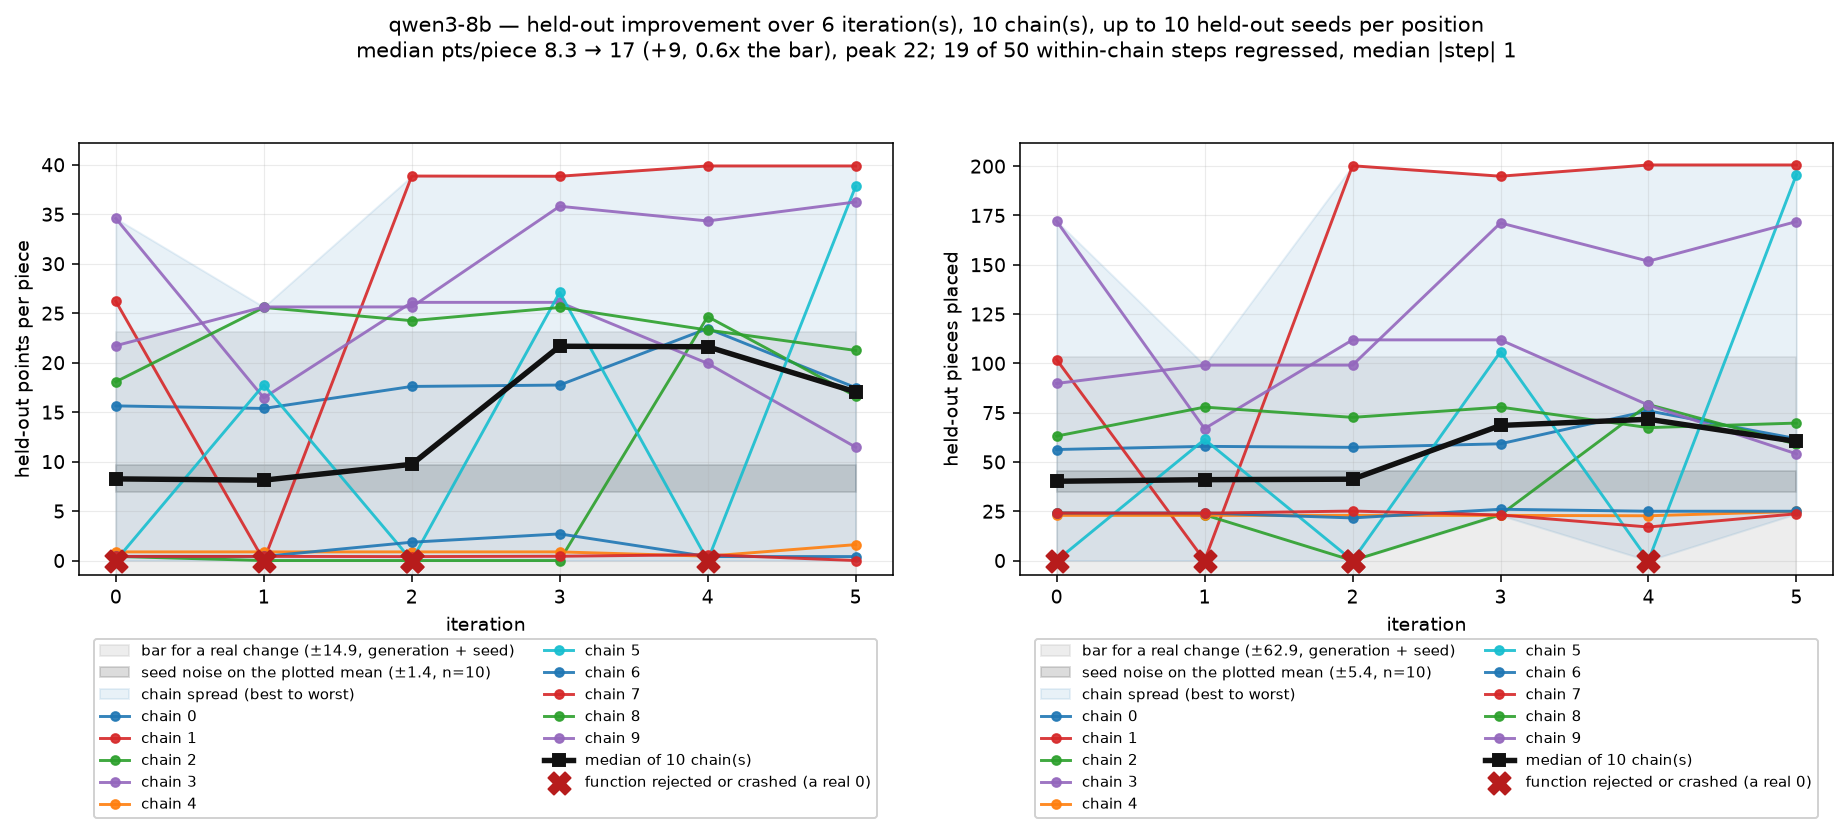 qwen3-8b — held-out improvement over 6 iteration(s), 10 chain(s), up to 10 held-out seeds per position
median pts/piece 8.3 → 17 (+9, 0.6x the bar), peak 22; 19 of 50 within-chain steps regressed, median |step| 1
held-out points per piece
40
35
30
25
20
15
10
5
0
0 1 2 3 4 5
iteration
bar for a real change (±14.9, generation + seed)
seed noise on the plotted mean (±1.4, n=10)
chain spread (best to worst)
chain 0
chain 1
chain 2
chain 3
chain 4
chain 5
chain 6
chain 7
chain 8
chain 9
median of 10 chain(s)
function rejected or crashed (a real 0)
held-out pieces placed
200
175
150
125
100
75
50
25
0
0 1 2 3 4 5
iteration
bar for a real change (±62.9, generation + seed)
seed noise on the plotted mean (±5.4, n=10)
chain spread (best to worst)
chain 0
chain 1
chain 2
chain 3
chain 4
chain 5
chain 6
chain 7
chain 8
chain 9
median of 10 chain(s)
function rejected or crashed (a real 0)